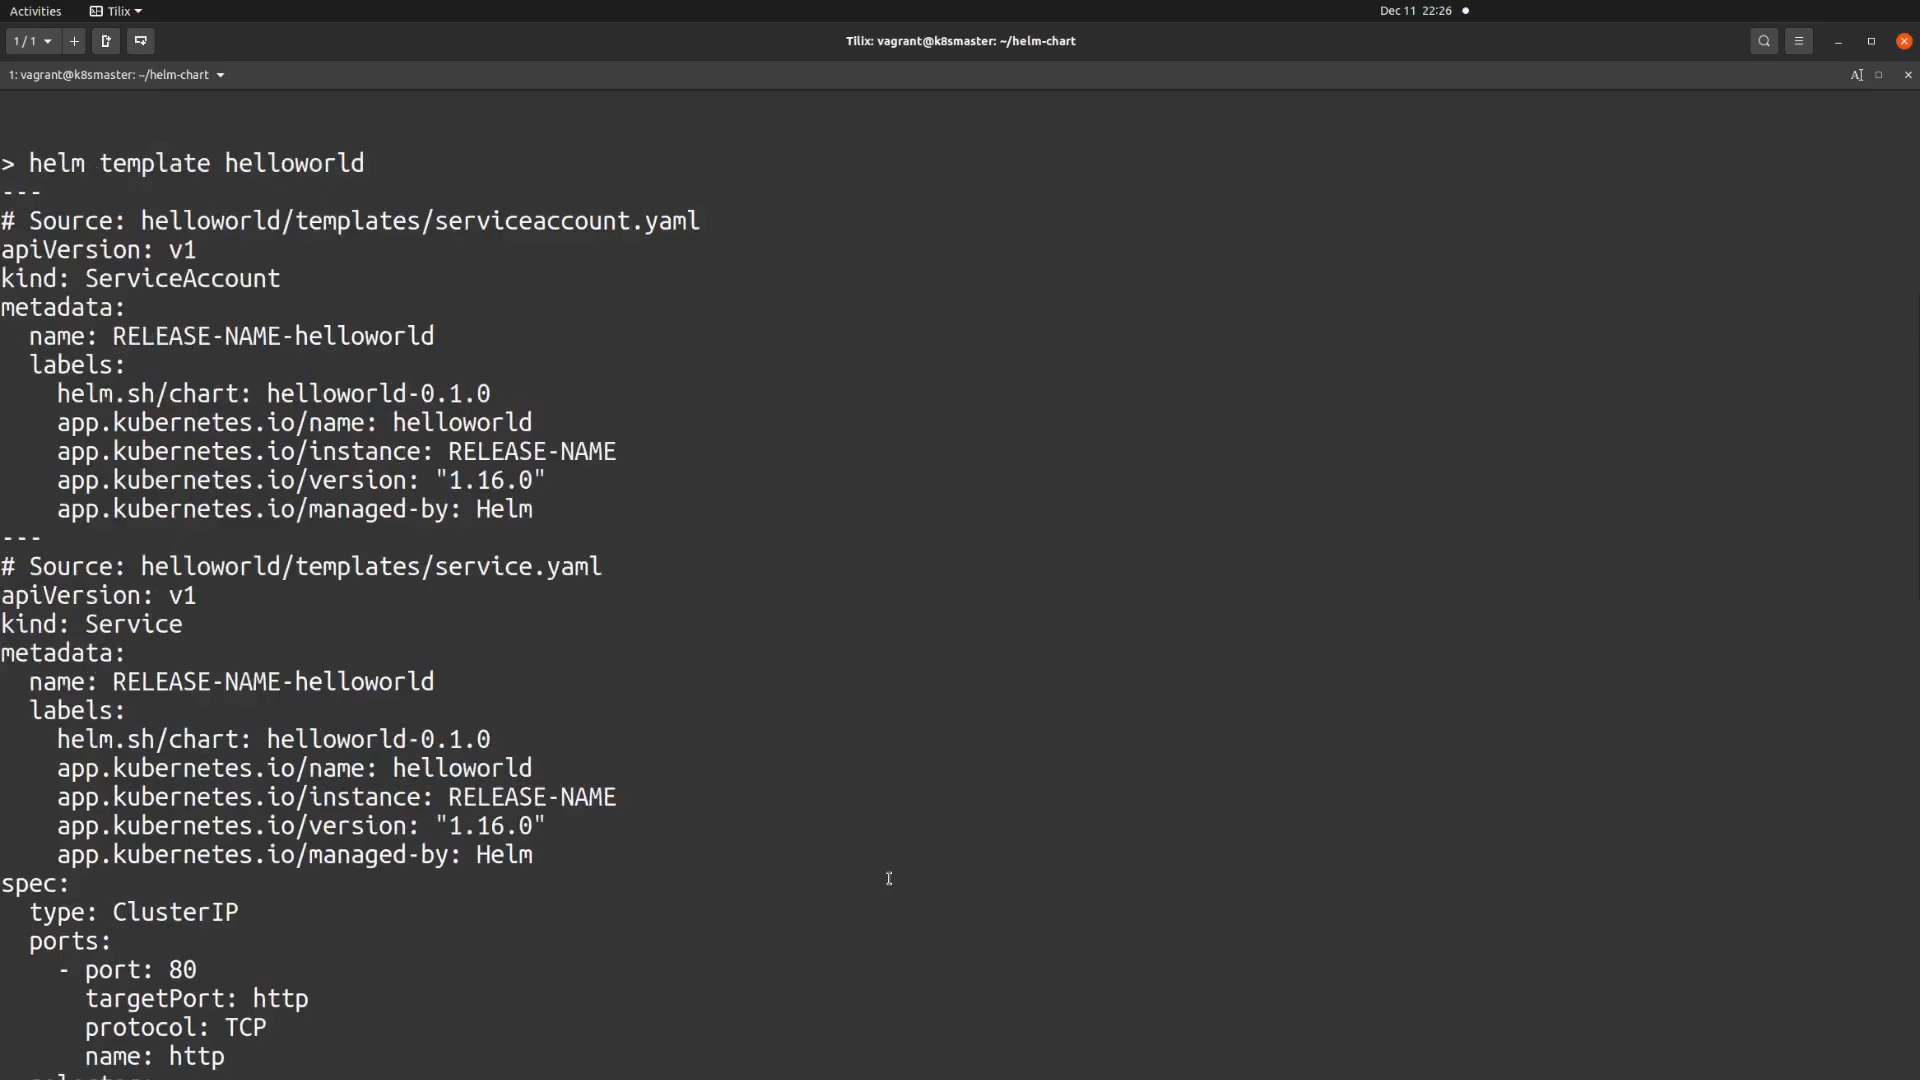 Activities Tilix Dec 11 22:26
1 / 1 Tilix: vagrant@k8smaster: ~/helm-chart
1: vagrant@k8smaster: ~/helm-chart
> helm template helloworld
---
# Source: helloworld/templates/serviceaccount.yaml
apiVersion: v1
kind: ServiceAccount
metadata:
  name: RELEASE-NAME-helloworld
  labels:
    helm.sh/chart: helloworld-0.1.0
    app.kubernetes.io/name: helloworld
    app.kubernetes.io/instance: RELEASE-NAME
    app.kubernetes.io/version: "1.16.0"
    app.kubernetes.io/managed-by: Helm
---
# Source: helloworld/templates/service.yaml
apiVersion: v1
kind: Service
metadata:
  name: RELEASE-NAME-helloworld
  labels:
    helm.sh/chart: helloworld-0.1.0
    app.kubernetes.io/name: helloworld
    app.kubernetes.io/instance: RELEASE-NAME
    app.kubernetes.io/version: "1.16.0"
    app.kubernetes.io/managed-by: Helm
spec:
  type: ClusterIP
  ports:
    - port: 80
      targetPort: http
      protocol: TCP
      name: http